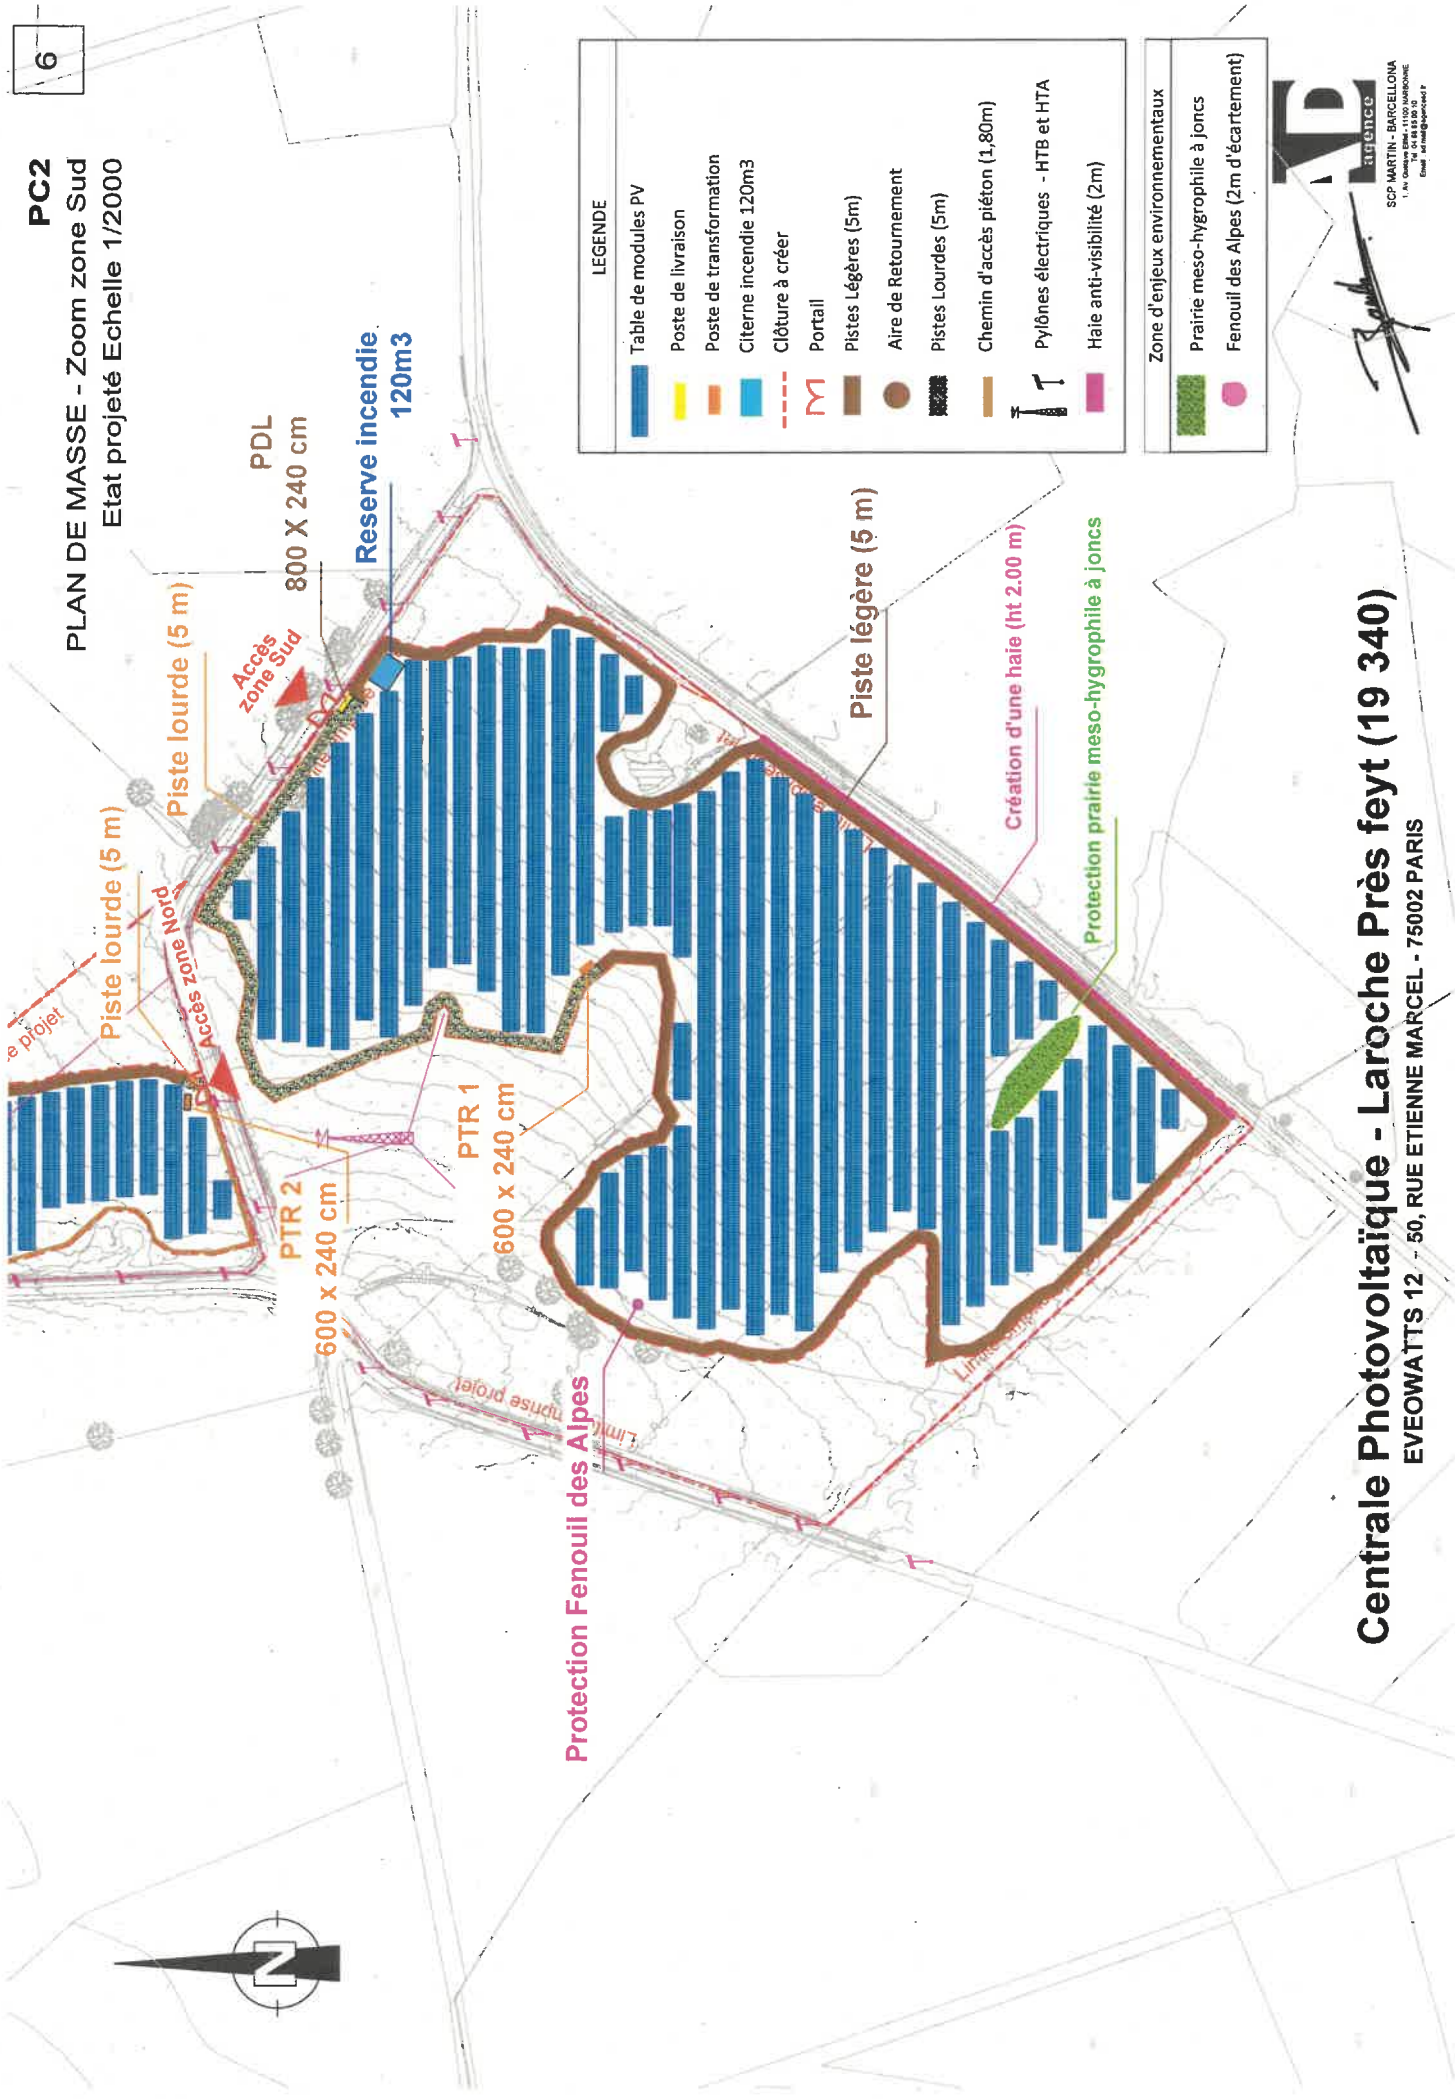 6
PC2
PLAN DE MASSE - Zoom zone Sud
Etat projeté Echelle 1/2000
Piste lourde (5 m)
Piste lourde (5 m)
Accès
zone Sud
PDL
800 X 240 cm
Reserve incendie
120m3
Accès zone Nord
e projet
PTR 2
600 x 240 cm
PTR 1
600 x 240 cm
Protection Fenouil des Alpes
Piste légère (5 m)
Création d'une haie (ht 2.00 m)
Protection prairie meso-hygrophile à joncs
LEGENDE
Table de modules PV
Poste de livraison
Poste de transformation
Citerne incendie 120m3
Clôture à créer
Portail
Pistes Légères (5m)
Aire de Retournement
Pistes Lourdes (5m)
Chemin d'accès piéton (1,80m)
Pylônes électriques - HTB et HTA
Haie anti-visibilité (2m)
Zone d'enjeux environnementaux
Prairie meso-hygrophile à joncs
Fenouil des Alpes (2m d'écartement)
N
AD
agence
SCP MARTIN - BARCELLONA
Centrale Photovoltaïque - Laroche Près feyt (19 340)
EVEOWATTS 12 - 50, RUE ETIENNE MARCEL - 75002 PARIS